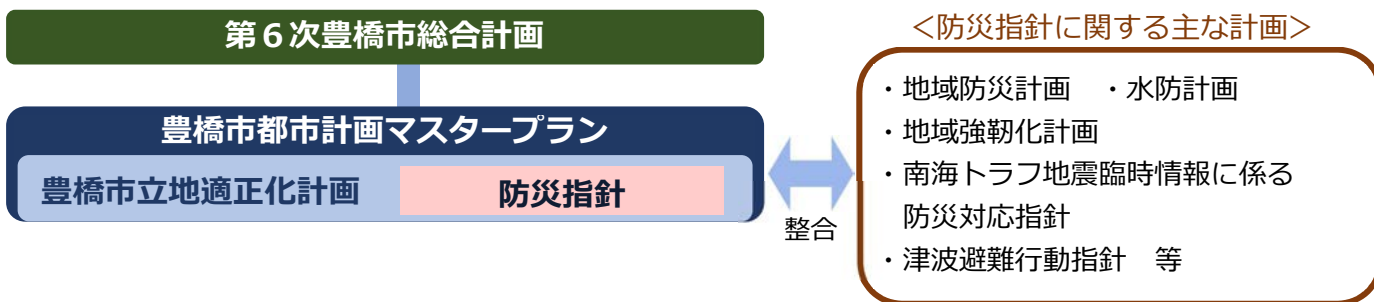 第６次豊橋市総合計画
豊橋市都市計画マスタープラン
豊橋市立地適正化計画
防災指針
整合
＜防災指針に関する主な計画＞
・地域防災計画　・水防計画
・地域強靭化計画
・南海トラフ地震臨時情報に係る
防災対応指針
・津波避難行動指針　等